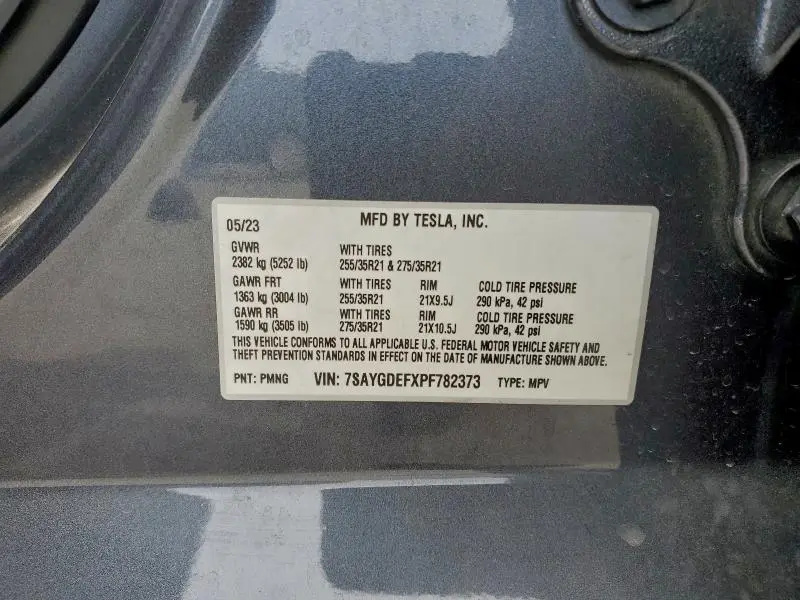 05/23 MFD BY TESLA, INC.
GVWR WITH TIRES
2382 kg (5252 lb) 255/35R21 & 275/35R21
GAWR FRT WITH TIRES RIM COLD TIRE PRESSURE
1363 kg (3004 lb) 255/35R21 21X9.5J 290 kPa, 42 psi
GAWR RR WITH TIRES RIM COLD TIRE PRESSURE
1590 kg (3505 lb) 275/35R21 21X10.5J 290 kPa, 42 psi
THIS VEHICLE CONFORMS TO ALL APPLICABLE U.S. FEDERAL MOTOR VEHICLE SAFETY AND
THEFT PREVENTION STANDARDS IN EFFECT ON THE DATE OF MANUFACTURE SHOWN ABOVE.
PNT: PMNG VIN: 7SAYGDEFXPF782373 TYPE: MPV